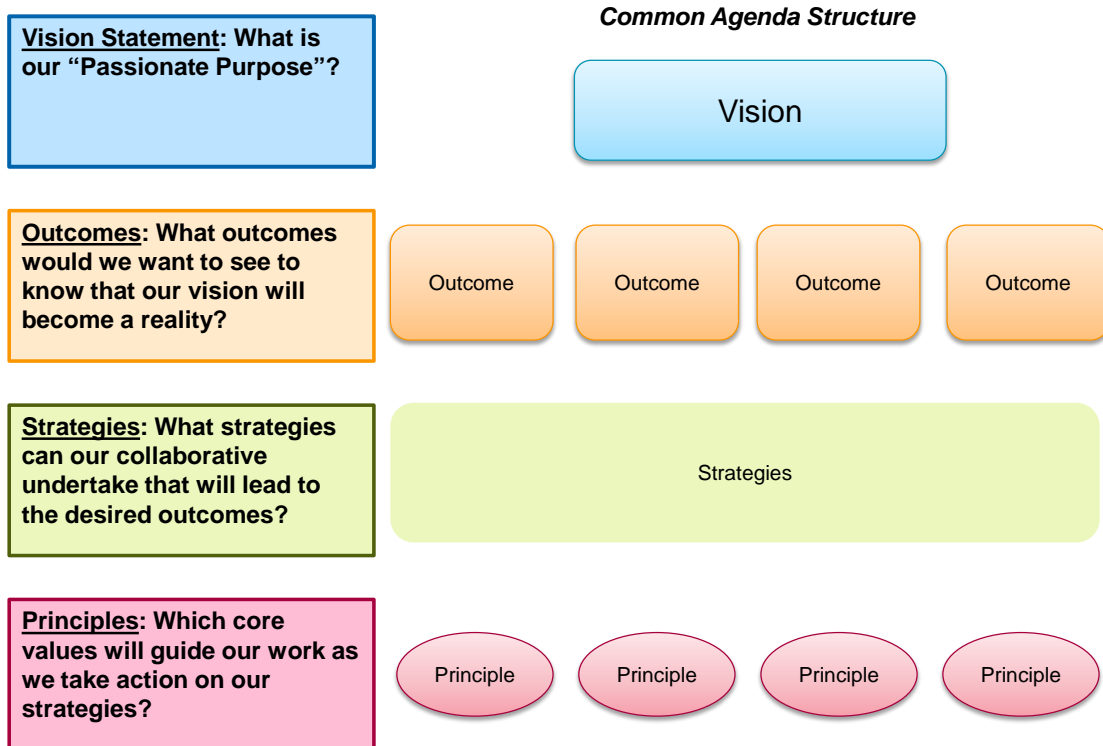 Common Agenda Structure
Vision Statement: What is
our “Passionate Purpose”?
Vision
Outcomes: What outcomes
would we want to see to
know that our vision will
become a reality?
Outcome
Outcome
Outcome
Outcome
Strategies: What strategies
can our collaborative
undertake that will lead to
the desired outcomes?
Strategies
Principles: Which core
values will guide our work as
we take action on our
strategies?
Principle
Principle
Principle
Principle